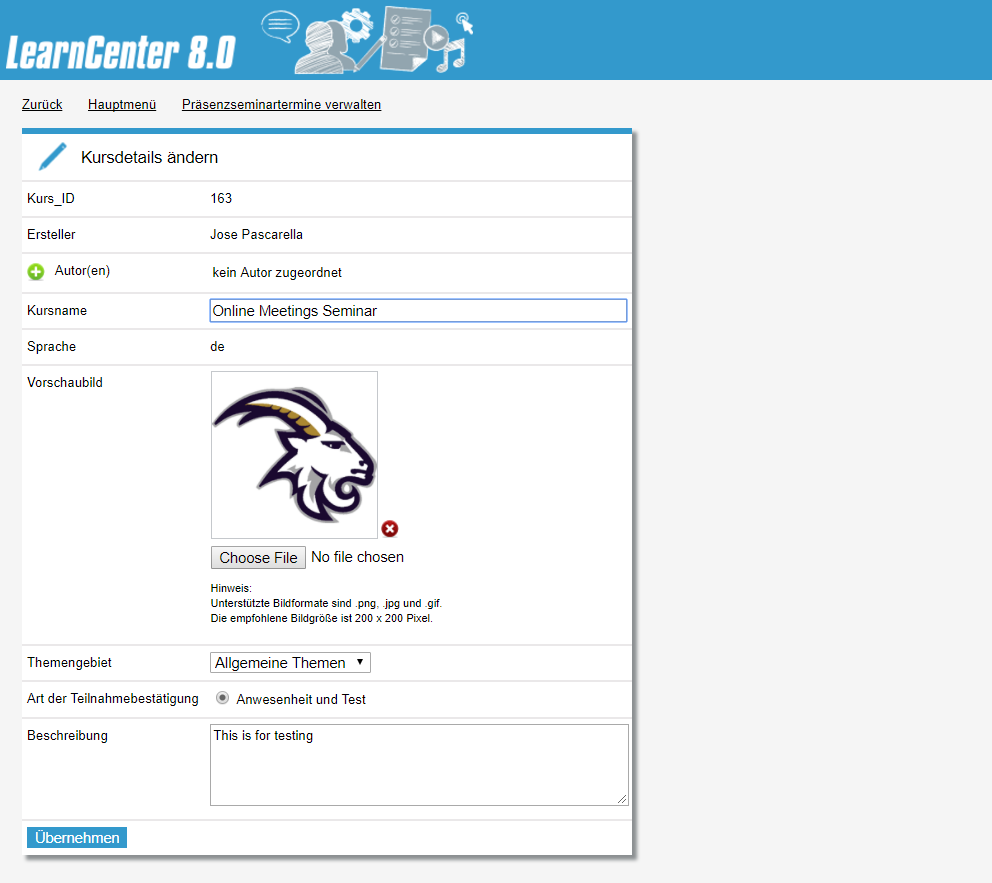 LearnCenter 8.0
Zurück Hauptmenü Präsenzseminartermine verwalten
Kursdetails ändern
Kurs_ID 163
Ersteller Jose Pascarella
Autor(en) kein Autor zugeordnet
Kursname Online Meetings Seminar
Sprache de
Vorschaubild
Choose File No file chosen
Hinweis:
Unterstützte Bildformate sind .png, .jpg und .gif.
Die empfohlene Bildgröße ist 200 x 200 Pixel.
Themengebiet Allgemeine Themen
Art der Teilnahmebestätigung Anwesenheit und Test
Beschreibung This is for testing
Übernehmen